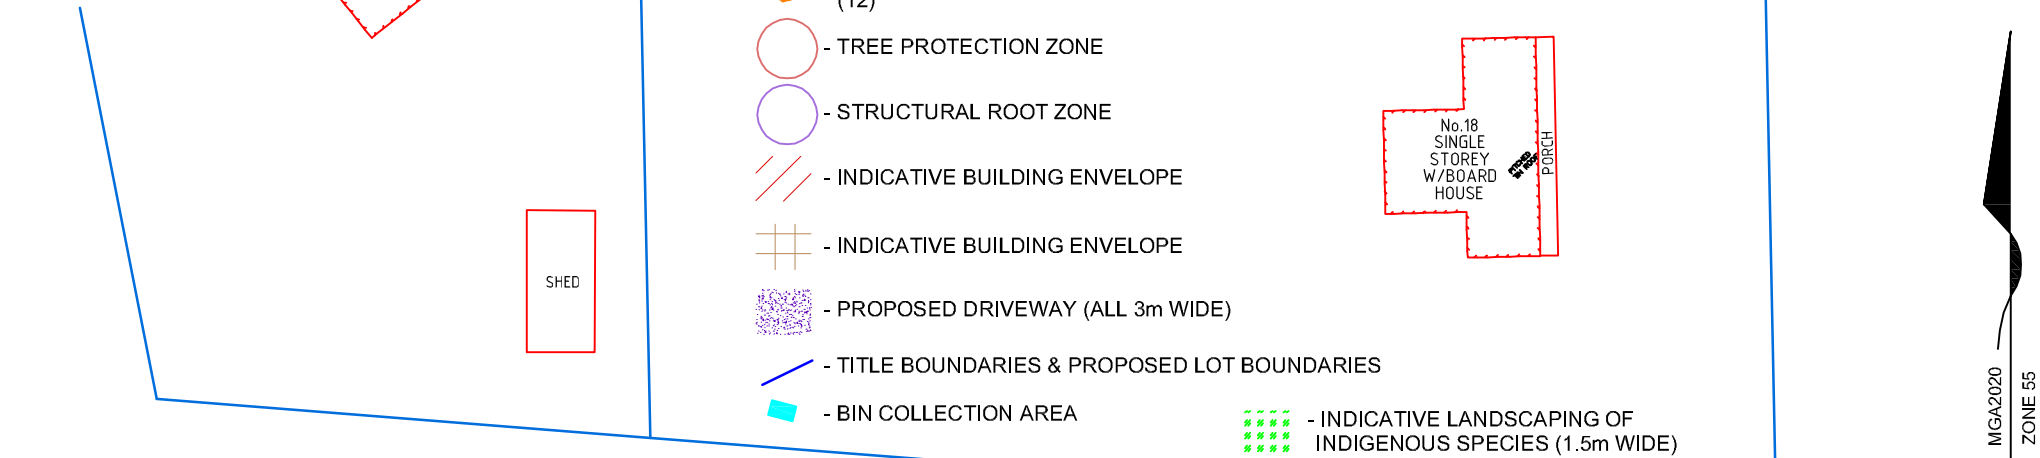 (12)
- TREE PROTECTION ZONE
- STRUCTURAL ROOT ZONE
- INDICATIVE BUILDING ENVELOPE
- INDICATIVE BUILDING ENVELOPE
- PROPOSED DRIVEWAY (ALL 3m WIDE)
- TITLE BOUNDARIES & PROPOSED LOT BOUNDARIES
- BIN COLLECTION AREA
- INDICATIVE LANDSCAPING OF
INDIGENOUS SPECIES (1.5m WIDE)
SHED
No.18
SINGLE
STOREY
W/BOARD
HOUSE
PITCHED
PORCH
MGA2020
ZONE 55